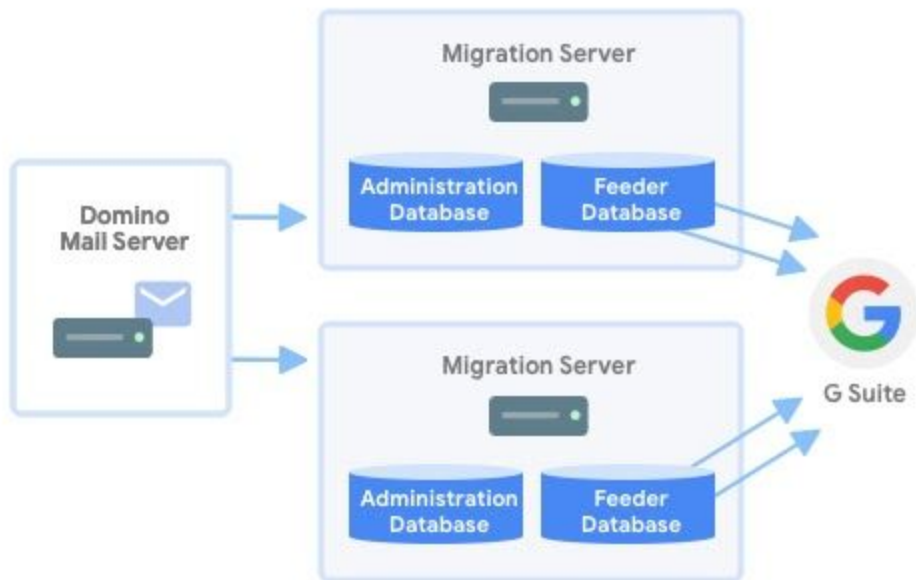 Migration Server
Administration
Database
Feeder
Database
Domino
Mail Server
G Suite
Migration Server
Administration
Database
Feeder
Database